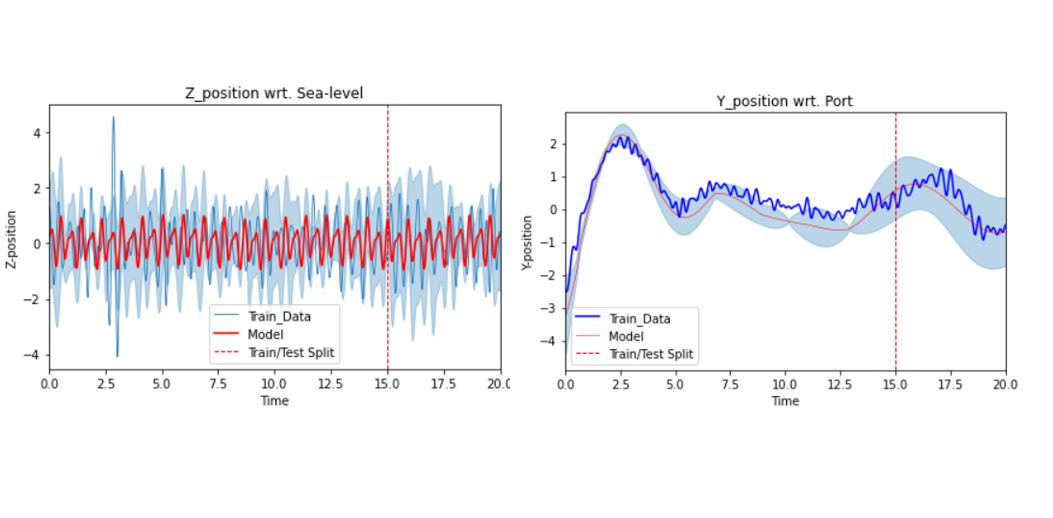 Z_position wrt. Sea-level
4
2
0
−2
−4
Z-position
Train_Data
Model
Train/Test Split
0.0 2.5 5.0 7.5 10.0 12.5 15.0 17.5 20.0
Time
Y_position wrt. Port
2
1
0
−1
−2
−3
−4
Y-position
Train_Data
Model
Train/Test Split
0.0 2.5 5.0 7.5 10.0 12.5 15.0 17.5 20.0
Time